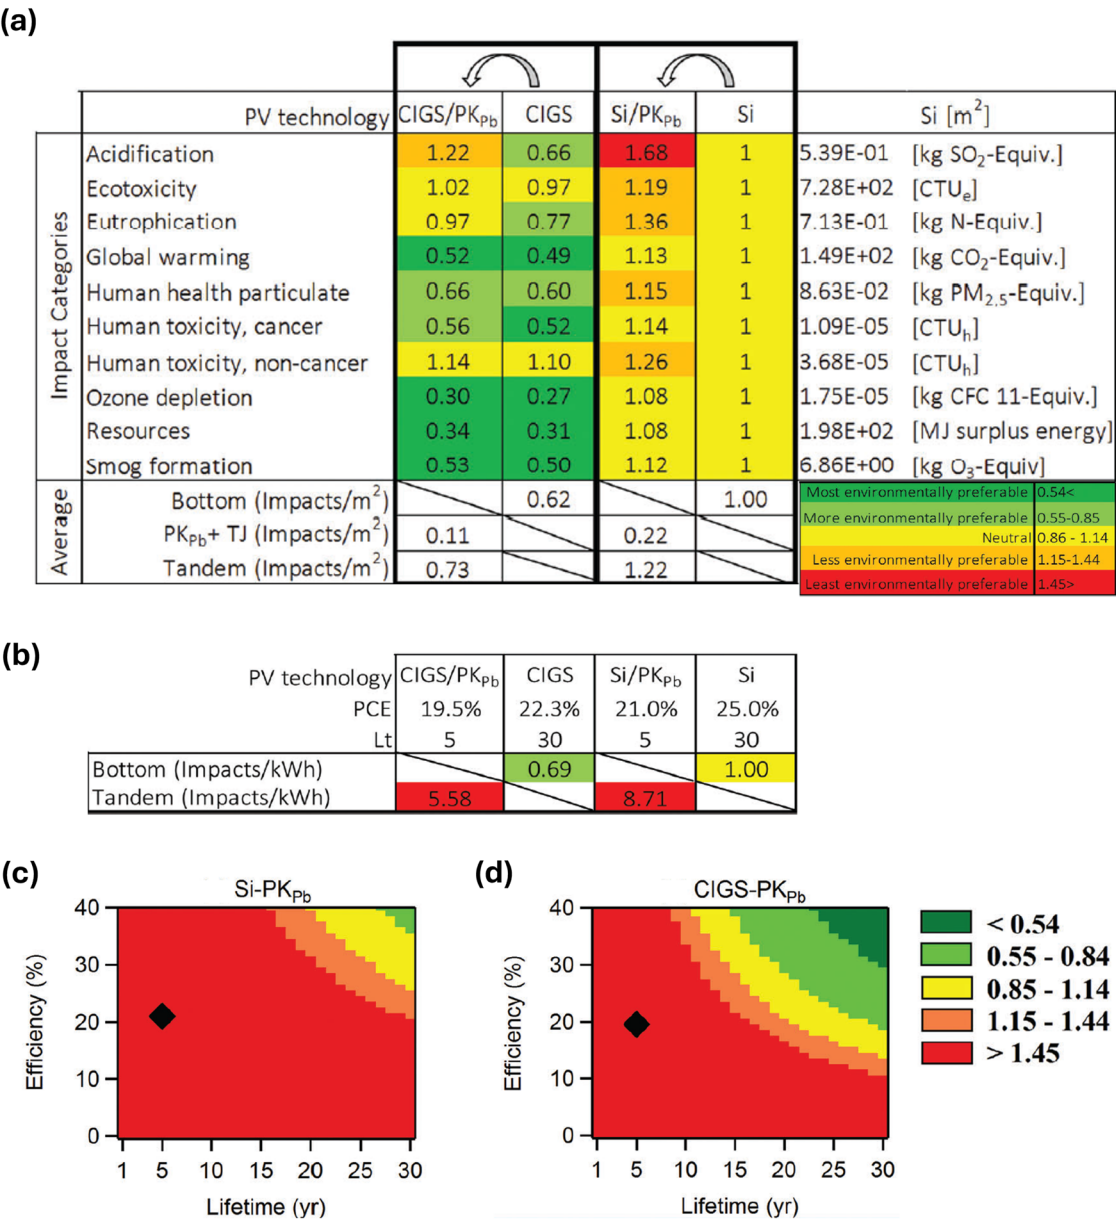 (a)
PV technology CIGS/PKPb CIGS Si/PKPb Si Si [m2]
Impact Categories
Acidification 1.22 0.66 1.68 1 5.39E-01 [kg SO2-Equiv.]
Ecotoxicity 1.02 0.97 1.19 1 7.28E+02 [CTUe]
Eutrophication 0.97 0.77 1.36 1 7.13E-01 [kg N-Equiv.]
Global warming 0.52 0.49 1.13 1 1.49E+02 [kg CO2-Equiv.]
Human health particulate 0.66 0.60 1.15 1 8.63E-02 [kg PM2.5-Equiv.]
Human toxicity, cancer 0.56 0.52 1.14 1 1.09E-05 [CTUh]
Human toxicity, non-cancer 1.14 1.10 1.26 1 3.68E-05 [CTUh]
Ozone depletion 0.30 0.27 1.08 1 1.75E-05 [kg CFC 11-Equiv.]
Resources 0.34 0.31 1.08 1 1.98E+02 [MJ surplus energy]
Smog formation 0.53 0.50 1.12 1 6.86E+00 [kg O3-Equiv]
Average
Bottom (Impacts/m2) 0.62 1.00
PKPb+ TJ (Impacts/m2) 0.11 0.22
Tandem (Impacts/m2) 0.73 1.22
Most environmentally preferable 0.54<
More environmentally preferable 0.55-0.85
Neutral 0.86 - 1.14
Less environmentally preferable 1.15-1.44
Least environmentally preferable 1.45>
(b)
PV technology CIGS/PKPb CIGS Si/PKPb Si
PCE 19.5% 22.3% 21.0% 25.0%
Lt 5 30 5 30
Bottom (Impacts/kWh) 0.69 1.00
Tandem (Impacts/kWh) 5.58 8.71
(c)
Si-PKPb
Efficiency (%)
40
30
20
10
0
1 5 10 15 20 25 30
Lifetime (yr)
(d)
CIGS-PKPb
Efficiency (%)
40
30
20
10
0
1 5 10 15 20 25 30
Lifetime (yr)
< 0.54
0.55 - 0.84
0.85 - 1.14
1.15 - 1.44
> 1.45